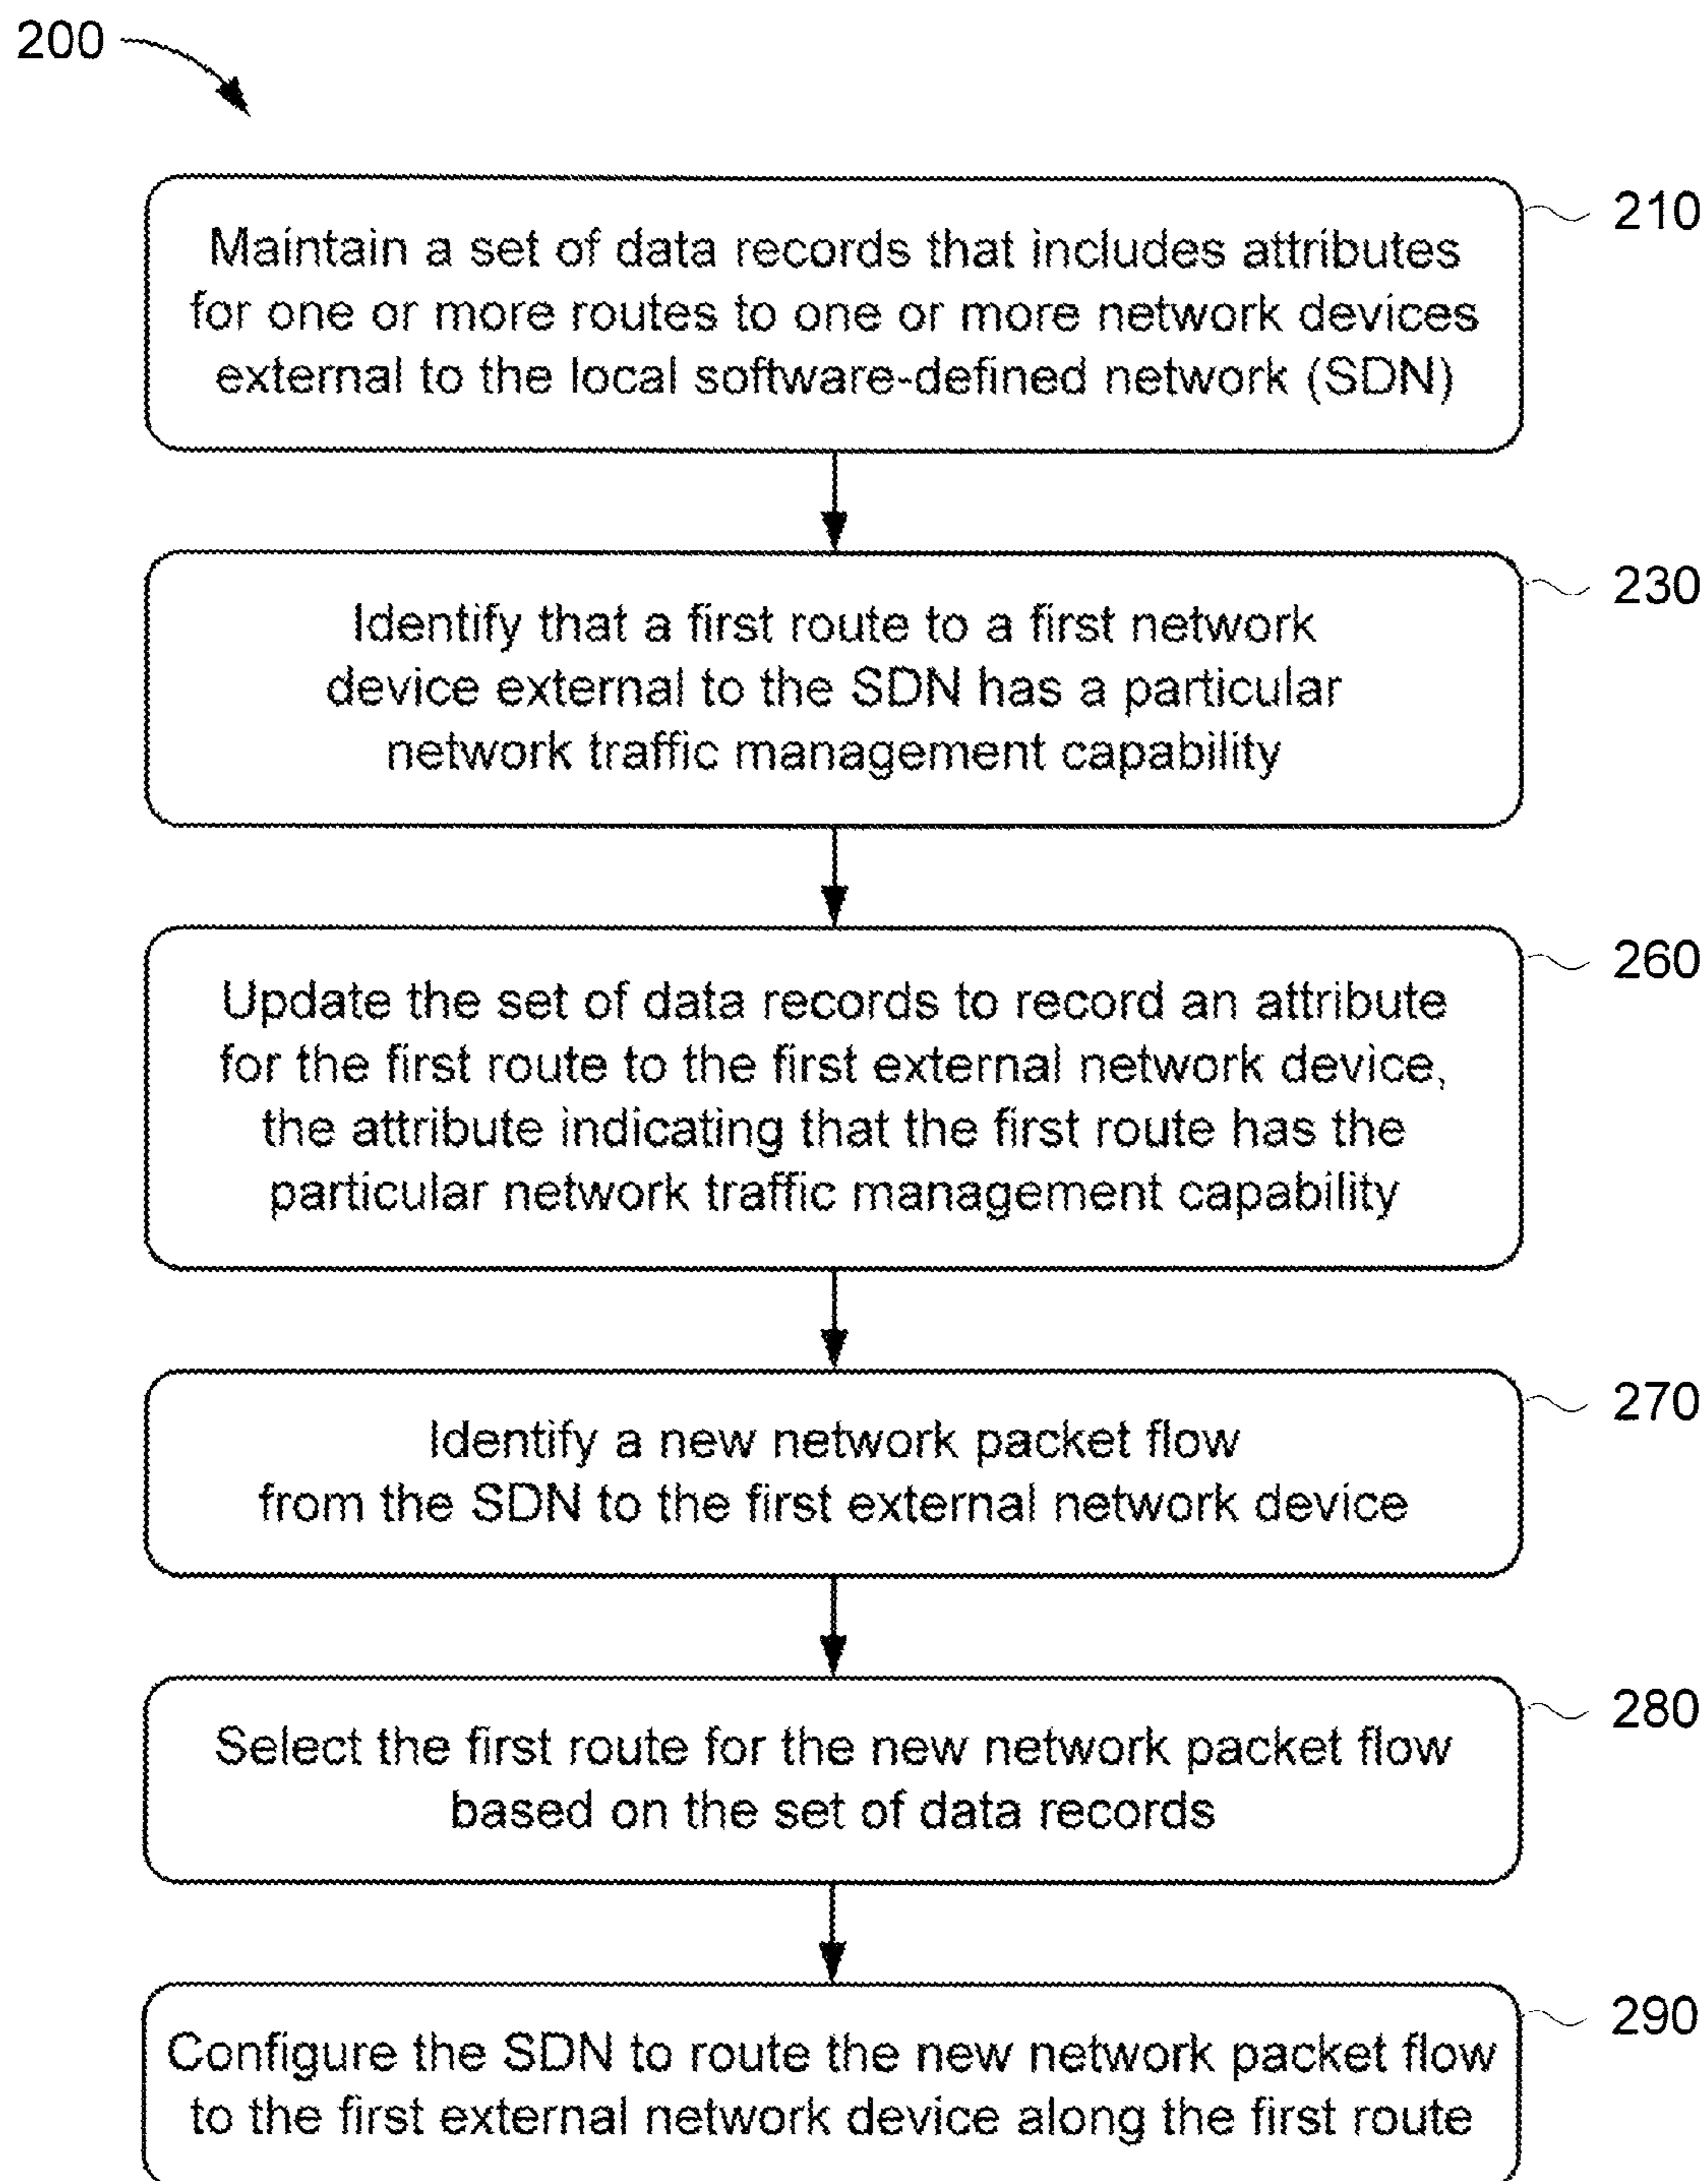 200
210
Maintain a set of data records that includes attributes
for one or more routes to one or more network devices
external to the local software-defined network (SDN)
230
Identify that a first route to a first network
device external to the SDN has a particular
network traffic management capability
260
Update the set of data records to record an attribute
for the first route to the first external network device,
the attribute indicating that the first route has the
particular network traffic management capability
270
Identify a new network packet flow
from the SDN to the first external network device
280
Select the first route for the new network packet flow
based on the set of data records
290
Configure the SDN to route the new network packet flow
to the first external network device along the first route